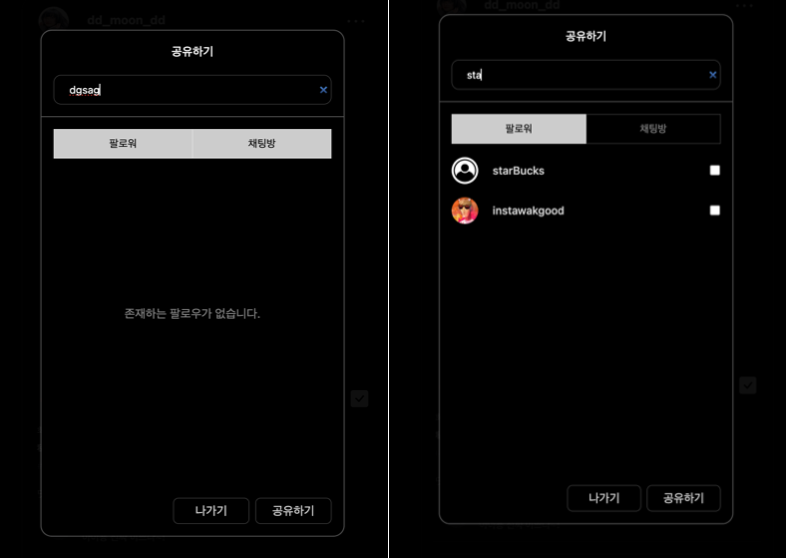 dd_moon_dd
공유하기
dgsag
팔로워
채팅방
존재하는 팔로우가 없습니다.
나가기
공유하기
dd_moon_dd
공유하기
sta
팔로워
채팅방
starBucks
instawakgood
나가기
공유하기